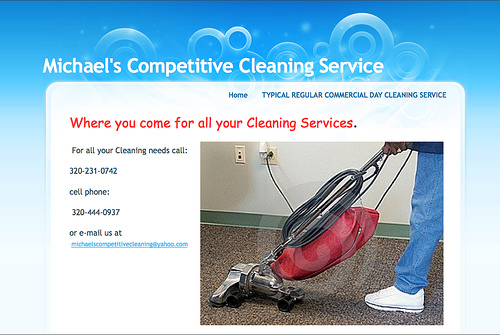 Michael's Competitive Cleaning Service
Home TYPICAL REGULAR COMMERCIAL DAY CLEANING SERVICE
Where you come for all your Cleaning Services.
For all your Cleaning needs call:
320-231-0742
cell phone:
320-444-0937
or e-mail us at
michaelscompetitivecleaning@yahoo.com